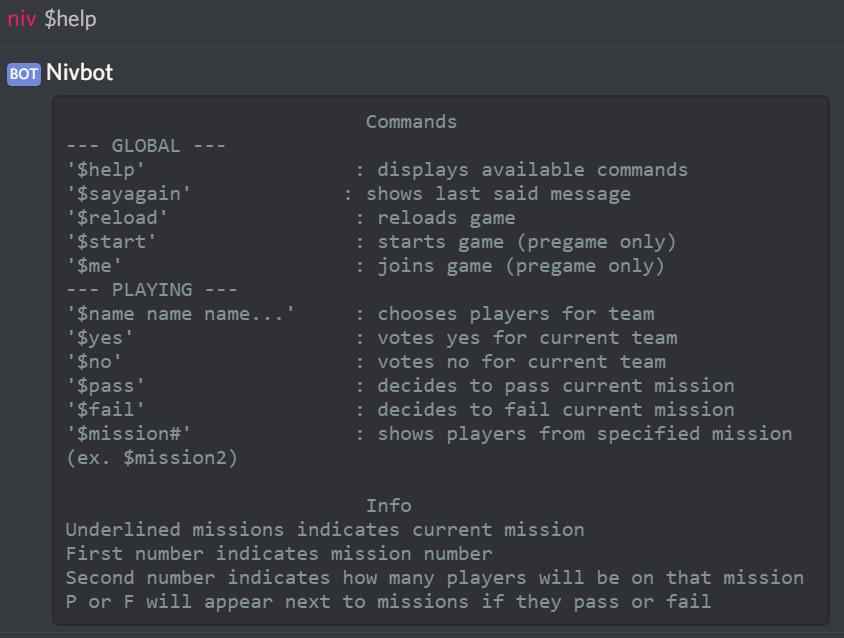 niv $help
BOT Nivbot
Commands
--- GLOBAL ---
'$help' : displays available commands
'$sayagain' : shows last said message
'$reload' : reloads game
'$start' : starts game (pregame only)
'$me' : joins game (pregame only)
--- PLAYING ---
'$name name name...' : chooses players for team
'$yes' : votes yes for current team
'$no' : votes no for current team
'$pass' : decides to pass current mission
'$fail' : decides to fail current mission
'$mission#' : shows players from specified mission
(ex. $mission2)
Info
Underlined missions indicates current mission
First number indicates mission number
Second number indicates how many players will be on that mission
P or F will appear next to missions if they pass or fail